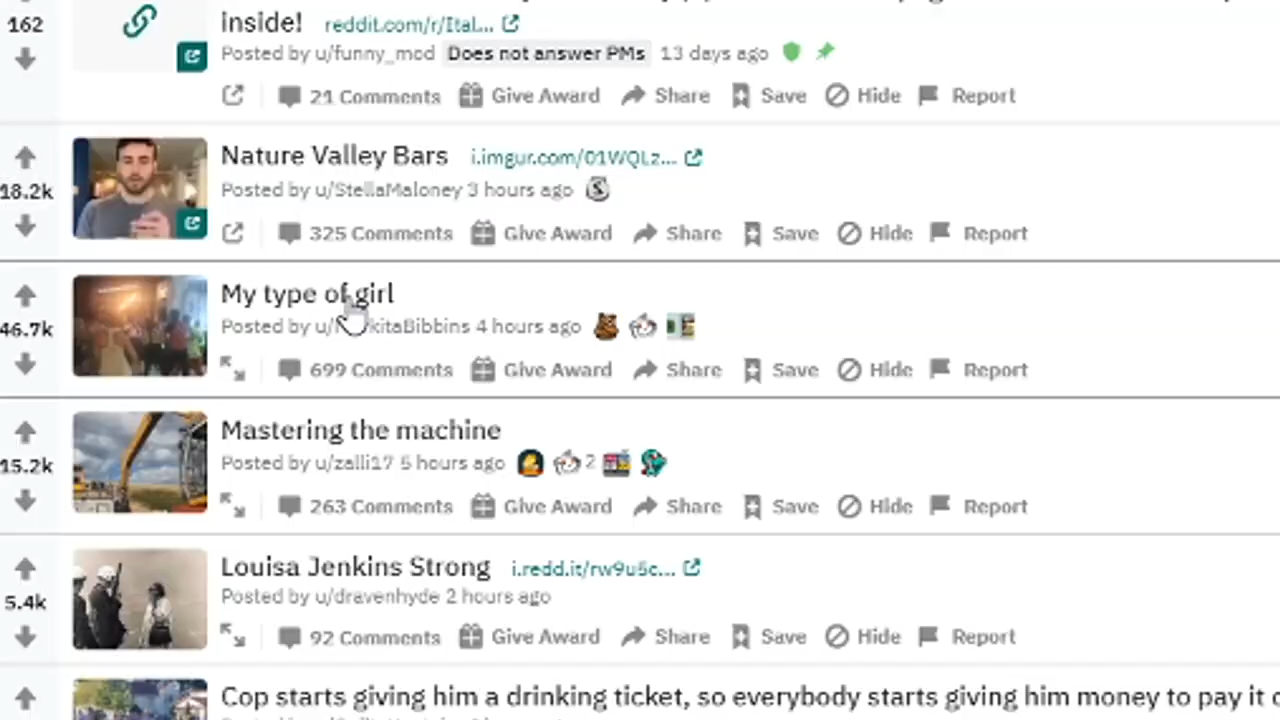 162
inside! reddit.com/r/Ital...
Posted by u/funny_mod Does not answer PMs 13 days ago
21 Comments Give Award Share Save Hide Report
Nature Valley Bars i.imgur.com/01WQLz...
18.2k
Posted by u/StellaMaloney 3 hours ago
325 Comments Give Award Share Save Hide Report
My type of girl
46.7k
Posted by 4 hours ago
699 Comments Give Award Share Save Hide Report
Mastering the machine
15.2k
Posted by u/zalli17 5 hours ago 2
263 Comments Give Award Share Save Hide Report
Louisa Jenkins Strong i.redd.it/rw9u5c...
5.4k
Posted by u/dravenhyde 2 hours ago
92 Comments Give Award Share Save Hide Report
Cop starts giving him a drinking ticket, so everybody starts giving him money to pay it